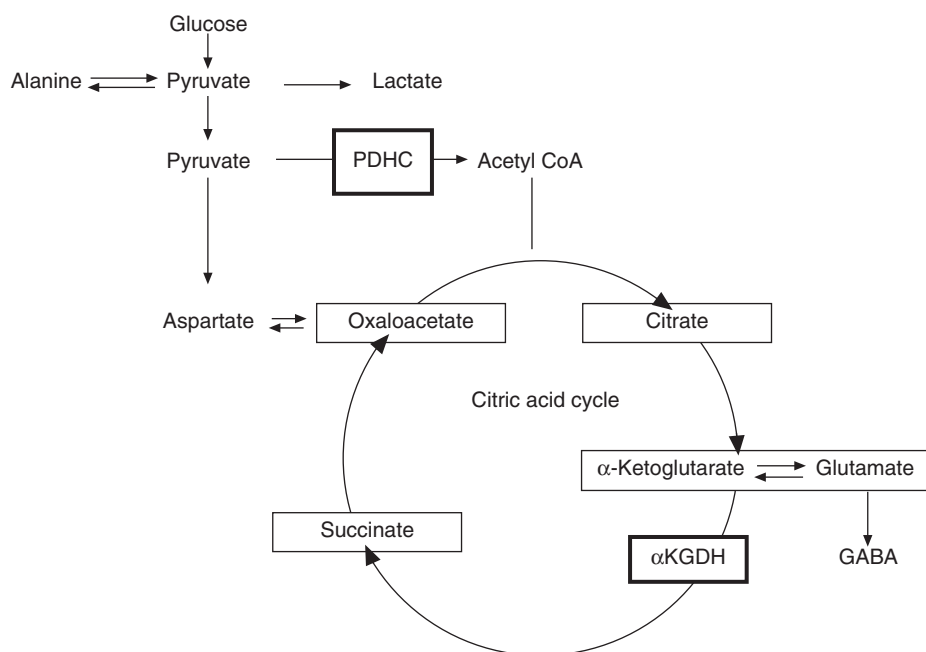 Glucose
Alanine Pyruvate Lactate
Pyruvate PDHC Acetyl CoA
Aspartate Oxaloacetate Citrate
Citric acid cycle
α-Ketoglutarate Glutamate
Succinate
αKGDH GABA